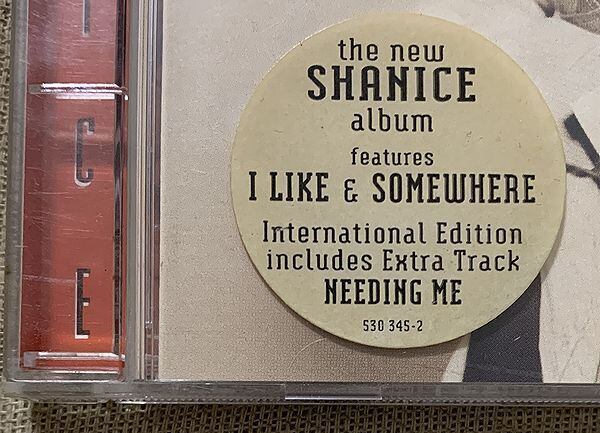 I
C
E
the new
SHANICE
album
features
I LIKE & SOMEWHERE
International Edition
includes Extra Track
NEEDING ME
530 345-2